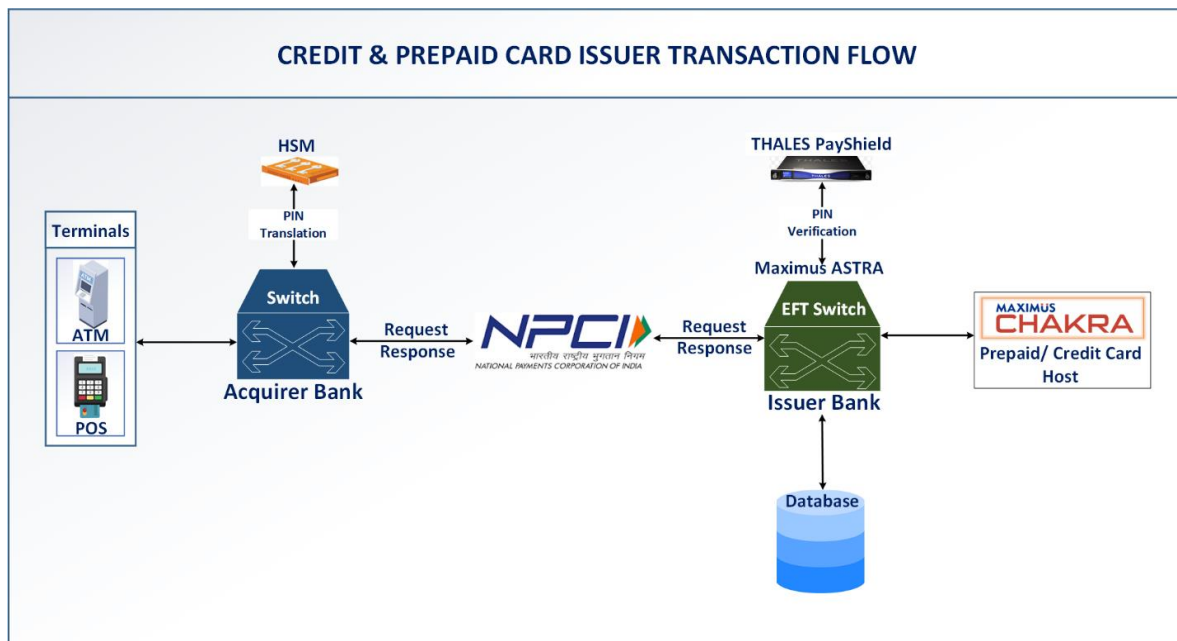 CREDIT & PREPAID CARD ISSUER TRANSACTION FLOW
HSM
THALES PayShield
THALES
PIN
Translation
PIN
Verification
Terminals
ATM
POS
Switch
Acquirer Bank
Request
Response
NPCI
भारतीय राष्ट्रीय भुगतान निगम
NATIONAL PAYMENTS CORPORATION OF INDIA
Request
Response
Maximus ASTRA
EFT Switch
Issuer Bank
MAXIMUS
CHAKRA
Prepaid/ Credit Card
Host
Database